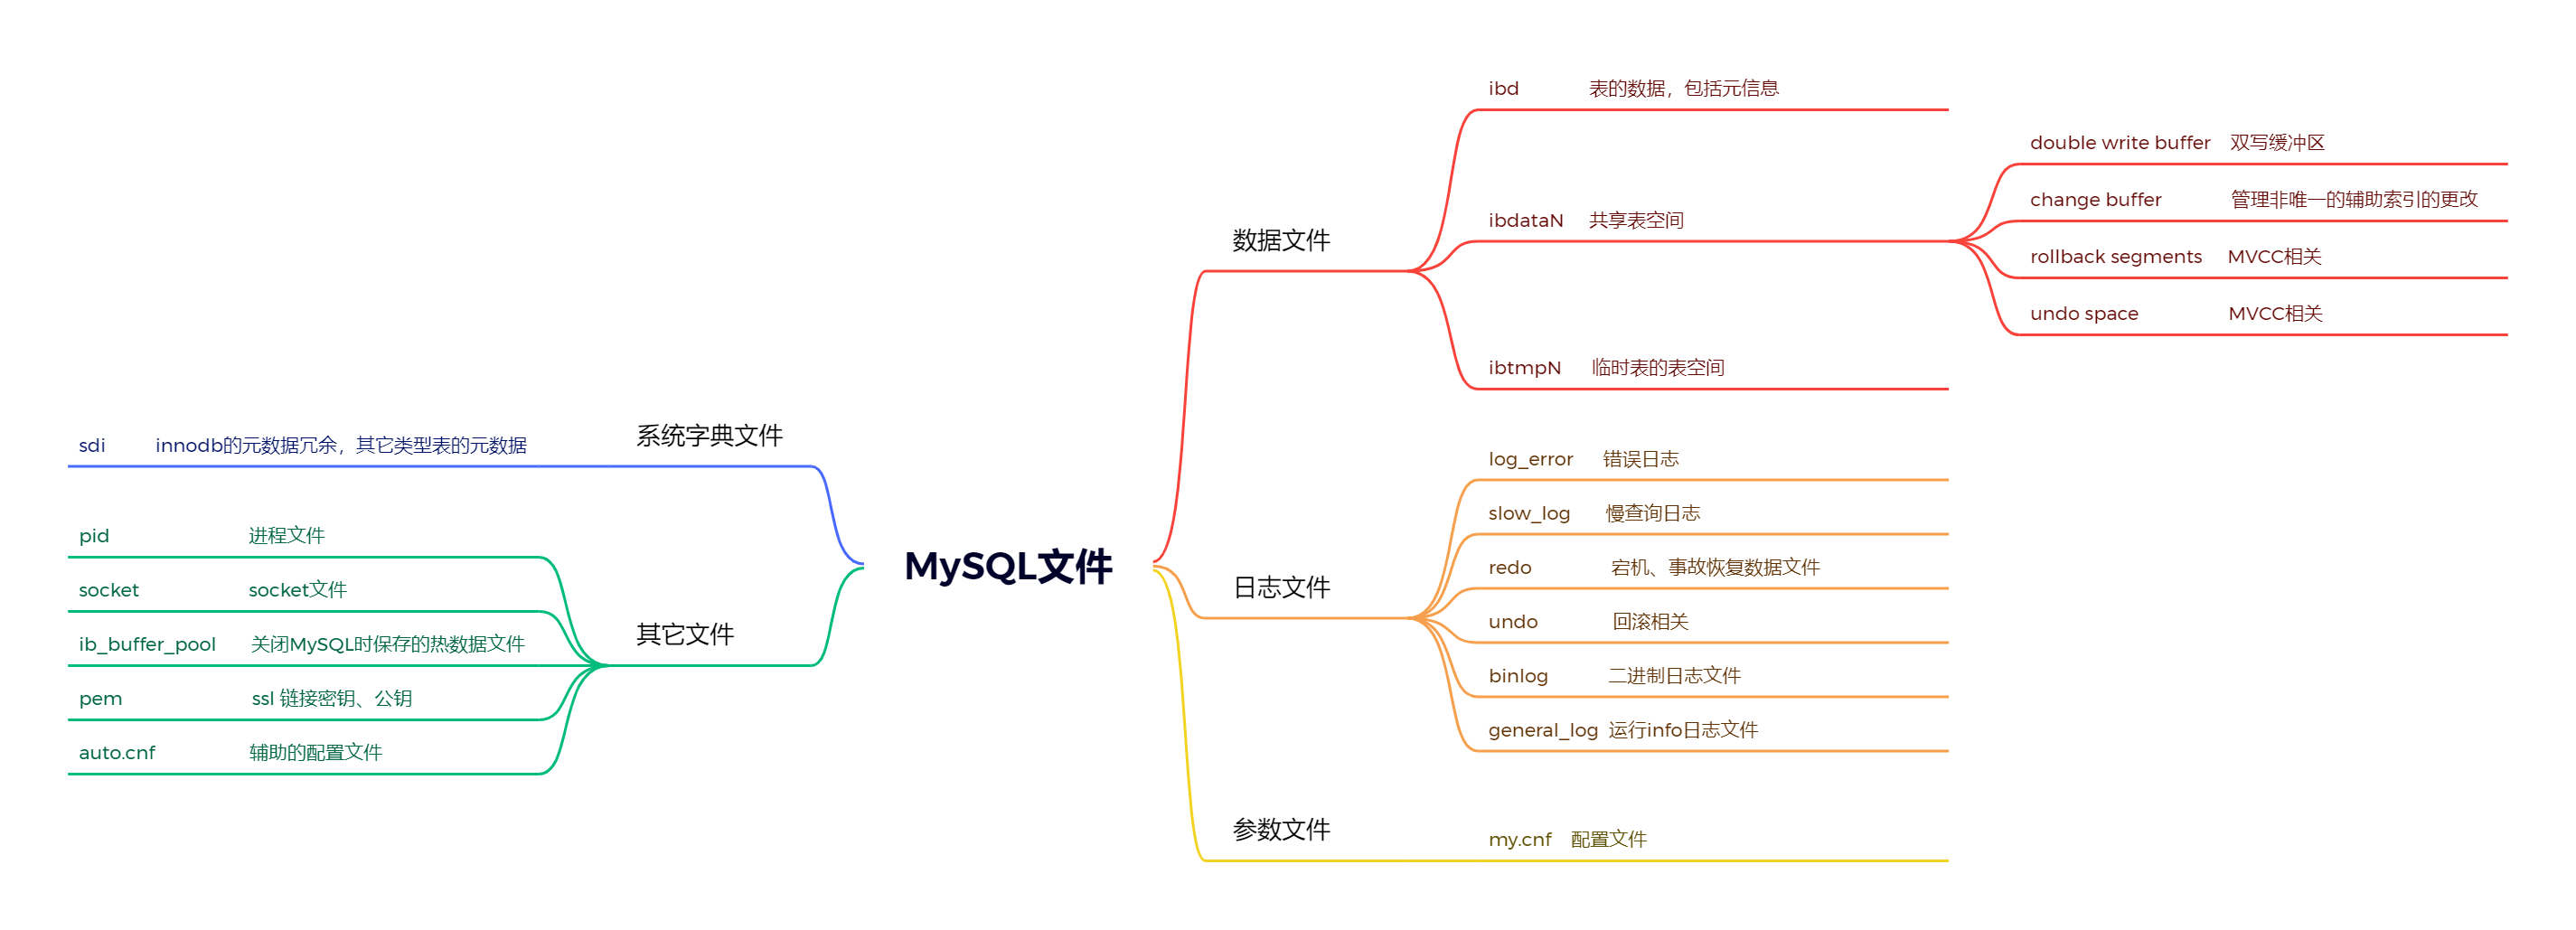 MySQL文件
数据文件
ibd 表的数据，包括元信息
ibdataN 共享表空间
double write buffer 双写缓冲区
change buffer 管理非唯一的辅助索引的更改
rollback segments MVCC相关
undo space MVCC相关
ibtmpN 临时表的表空间
日志文件
log_error 错误日志
slow_log 慢查询日志
redo 宕机、事故恢复数据文件
undo 回滚相关
binlog 二进制日志文件
general_log 运行info日志文件
参数文件
my.cnf 配置文件
系统字典文件
sdi innodb的元数据冗余，其它类型表的元数据
其它文件
pid 进程文件
socket socket文件
ib_buffer_pool 关闭MySQL时保存的热数据文件
pem ssl 链接密钥、公钥
auto.cnf 辅助的配置文件